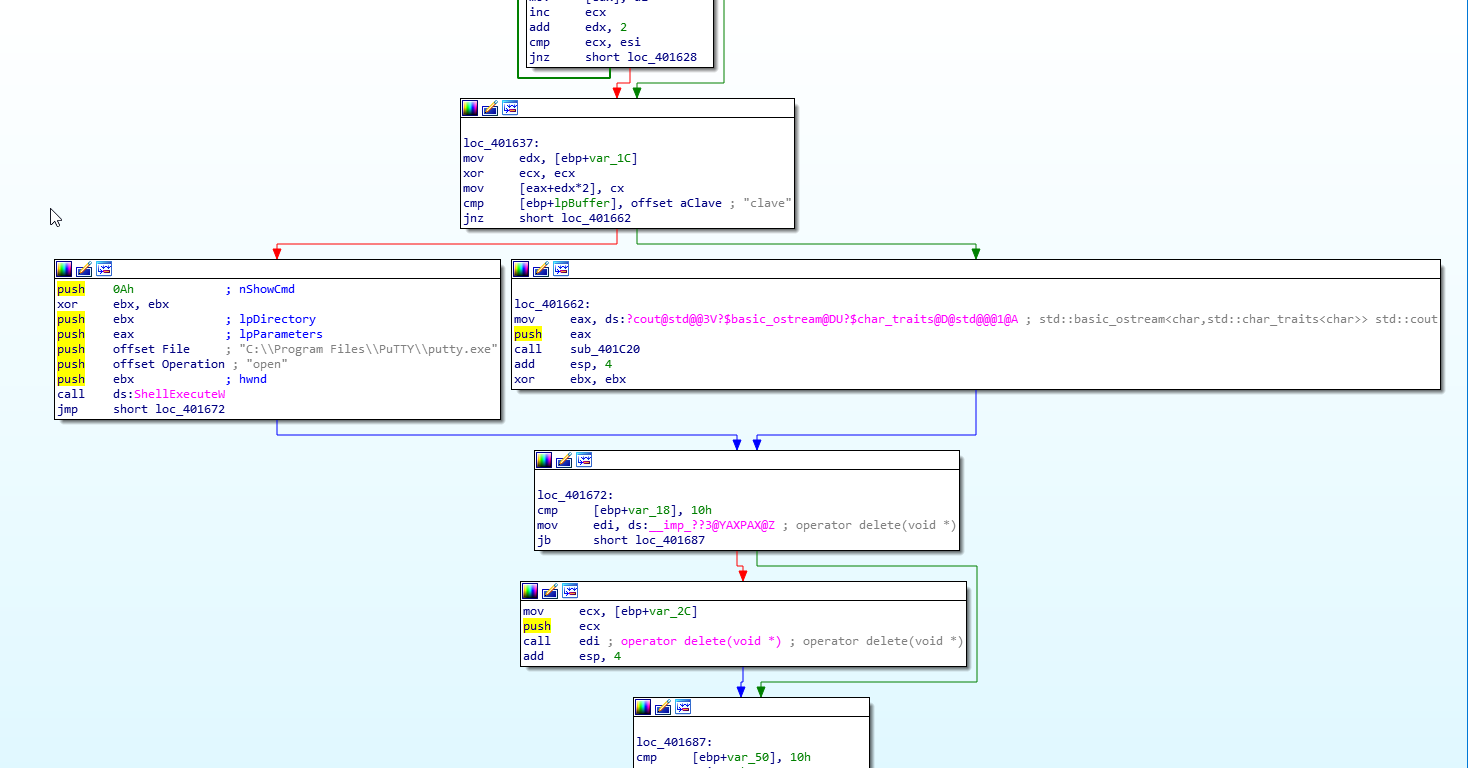 inc ecx
add edx, 2
cmp ecx, esi
jnz short loc_401628
loc_401637:
mov edx, [ebp+var_1C]
xor ecx, ecx
mov [eax+edx*2], cx
cmp [ebp+lpBuffer], offset aClave ; "clave"
jnz short loc_401662
push 0Ah ; nShowCmd
xor ebx, ebx
push ebx ; lpDirectory
push eax ; lpParameters
push offset File ; "C:\\Program Files\\PuTTY\\putty.exe"
push offset Operation ; "open"
push ebx ; hwnd
call ds:ShellExecuteW
jmp short loc_401672
loc_401662:
mov eax, ds:?cout@std@@3V?$basic_ostream@DU?$char_traits@D@std@@@1@A ; std::basic_ostream<char,std::char_traits<char>> std::cout
push eax
call sub_401C20
add esp, 4
xor ebx, ebx
loc_401672:
cmp [ebp+var_18], 10h
mov edi, ds:__imp_??3@YAXPAX@Z ; operator delete(void *)
jb short loc_401687
mov ecx, [ebp+var_2C]
push ecx
call edi ; operator delete(void *) ; operator delete(void *)
add esp, 4
loc_401687:
cmp [ebp+var_50], 10h